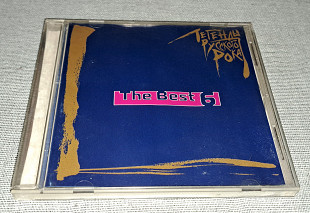 Легенды
Русского
Рока
The Best 6